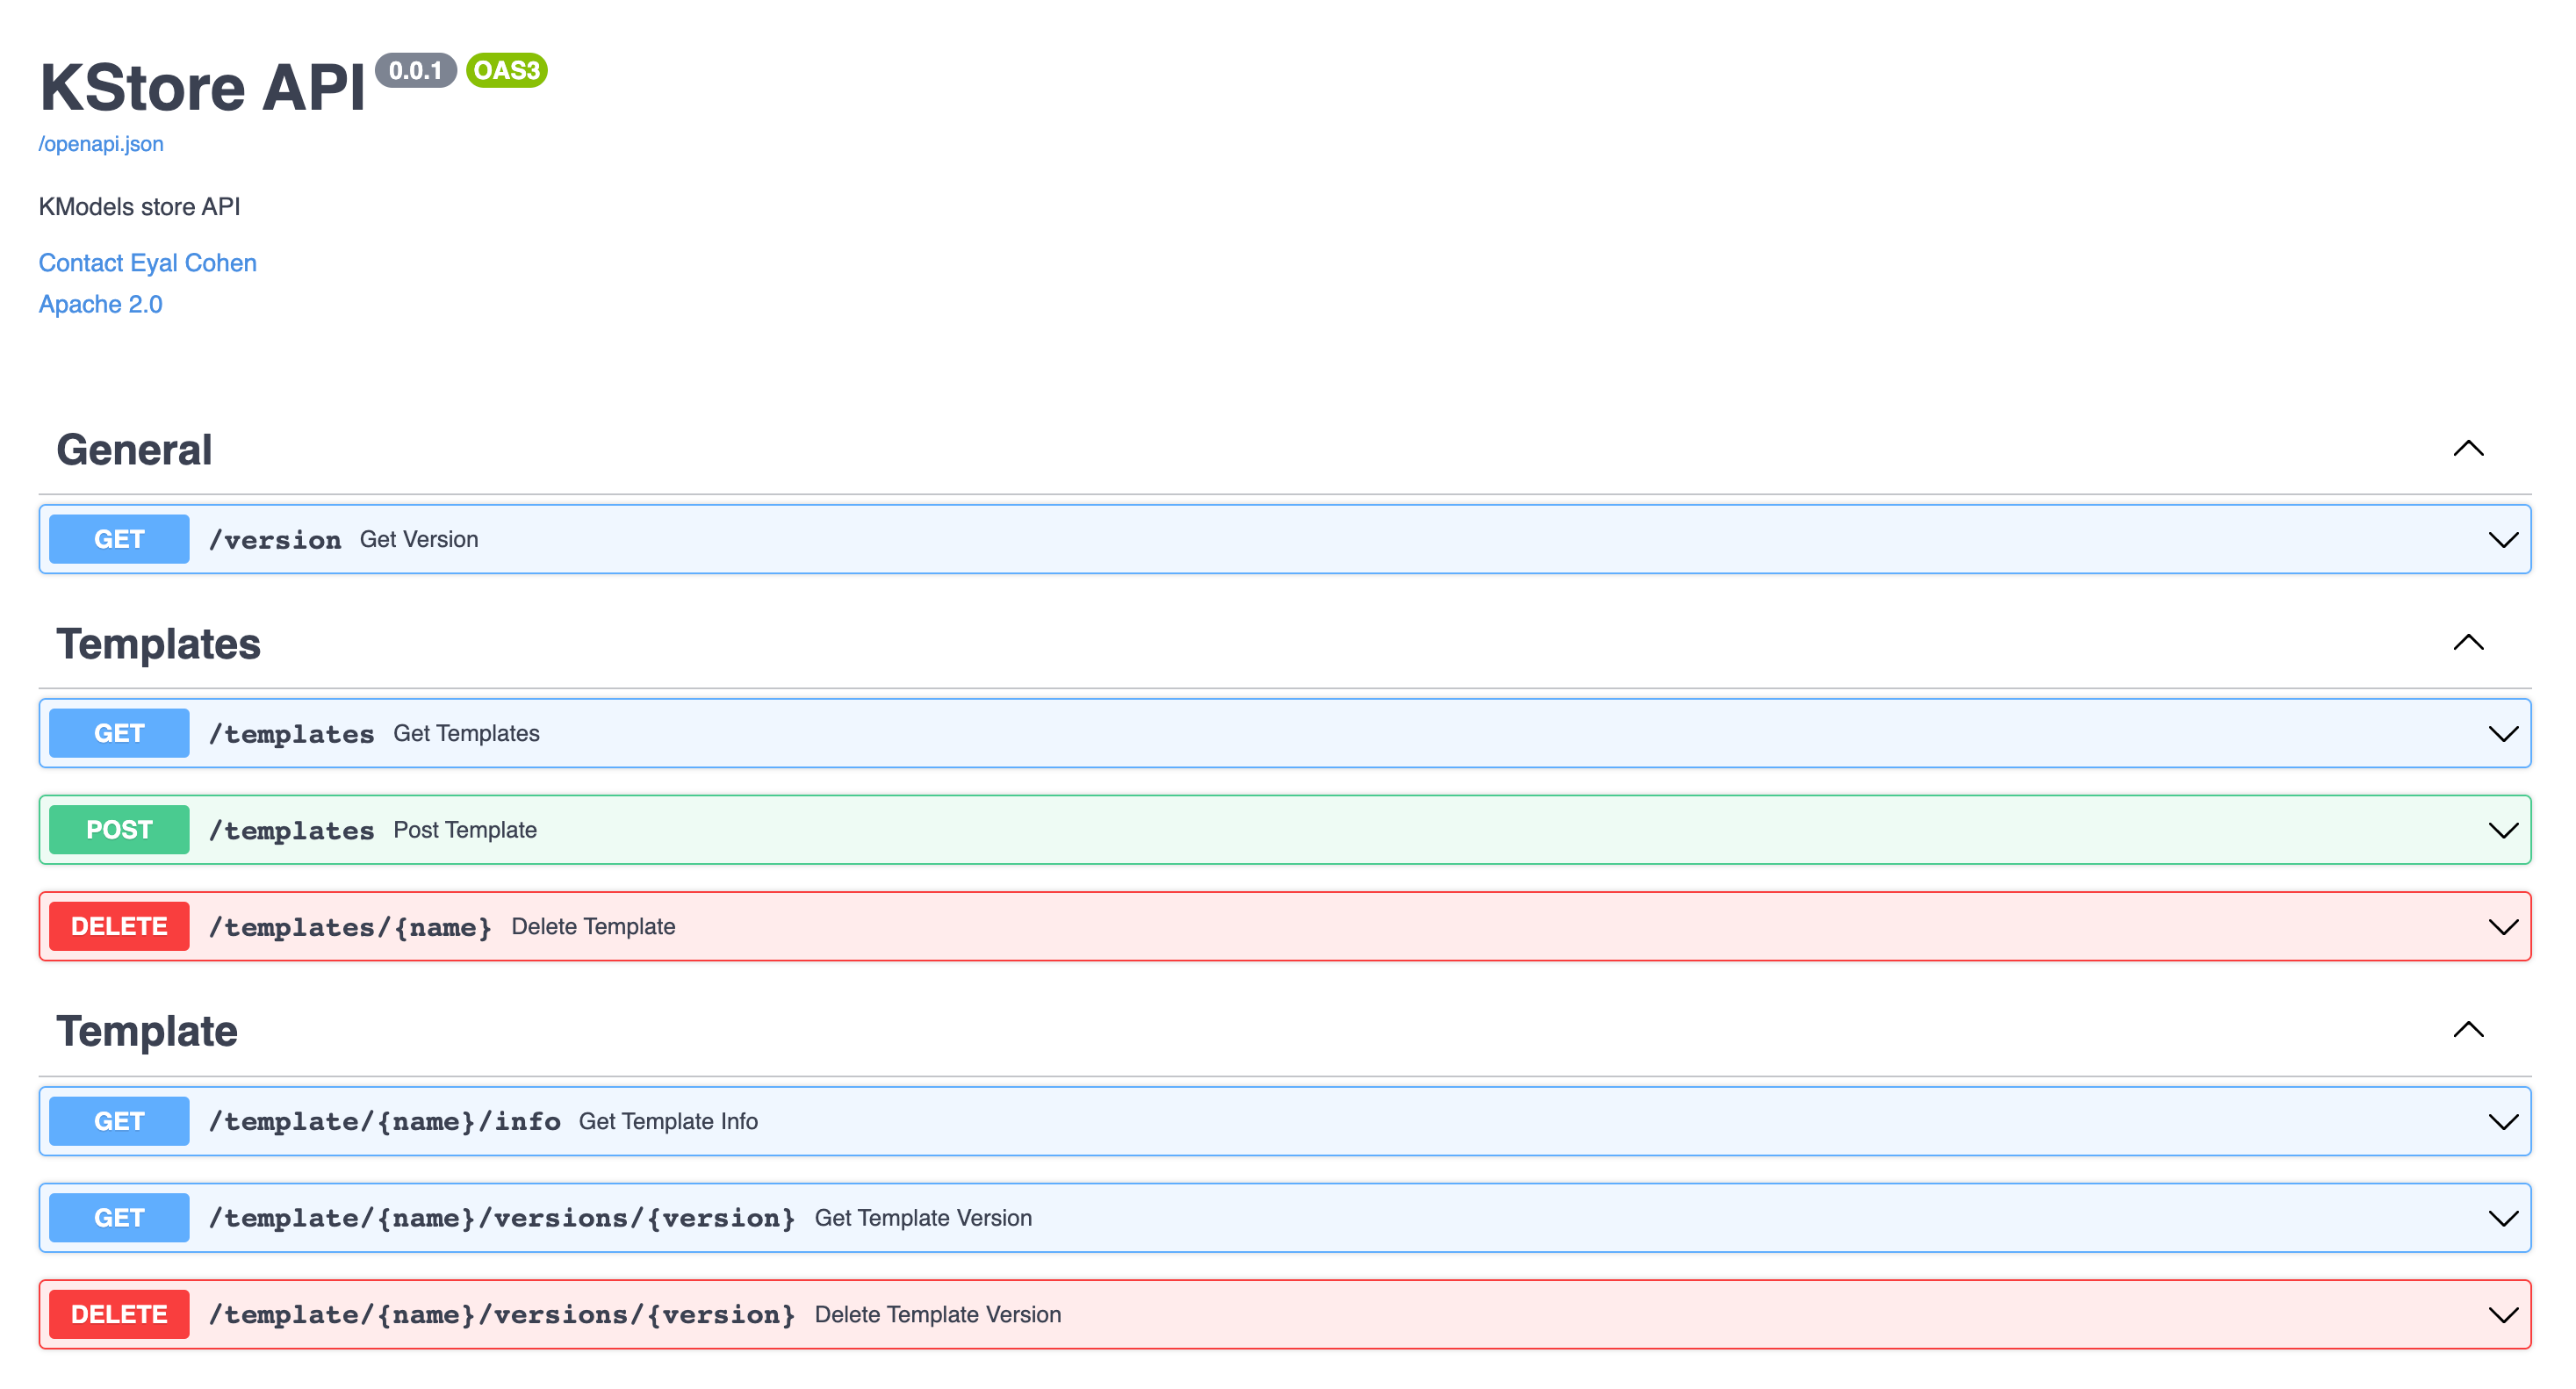 KStore API 0.0.1 OAS3
/openapi.json
KModels store API
Contact Eyal Cohen
Apache 2.0
General
GET /version Get Version
Templates
GET /templates Get Templates
POST /templates Post Template
DELETE /templates/{name} Delete Template
Template
GET /template/{name}/info Get Template Info
GET /template/{name}/versions/{version} Get Template Version
DELETE /template/{name}/versions/{version} Delete Template Version